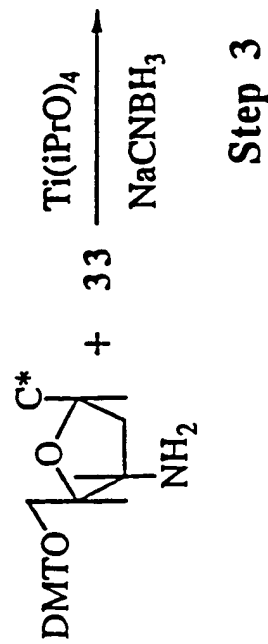 DMTO
O
C*
NH₂
+ 33
Ti(iPrO)₄
NaCNBH₃
Step 3